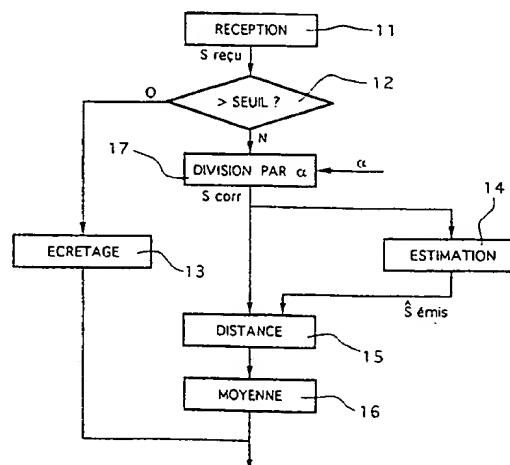 RECEPTION
11
S reçu
12
O
> SEUIL ?
N
17
DIVISION PAR α
α
S corr
14
ECRETAGE
13
ESTIMATION
Ŝ émis
DISTANCE
15
MOYENNE
16